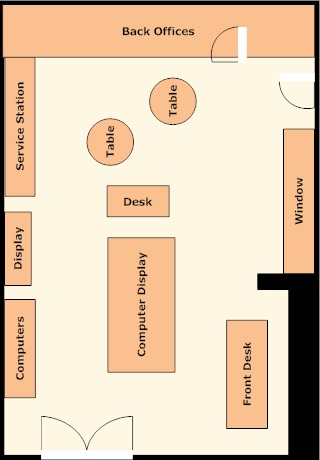 Back Offices
Service Station
Table
Table
Desk
Window
Display
Computer Display
Computers
Front Desk